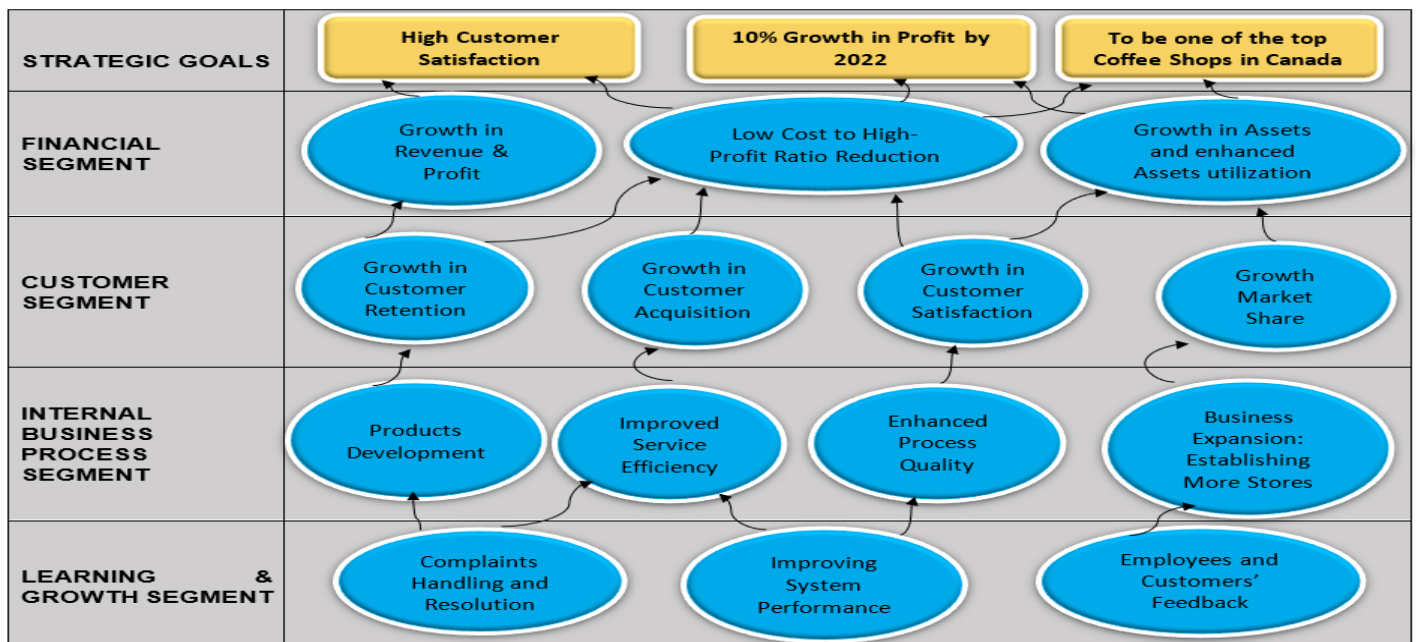 STRATEGIC GOALS
High Customer
Satisfaction
10% Growth in Profit by
2022
To be one of the top
Coffee Shops in Canada
FINANCIAL
SEGMENT
Growth in
Revenue &
Profit
Low Cost to High-
Profit Ratio Reduction
Growth in Assets
and enhanced
Assets utilization
CUSTOMER
SEGMENT
Growth in
Customer
Retention
Growth in
Customer
Acquisition
Growth in
Customer
Satisfaction
Growth
Market
Share
INTERNAL
BUSINESS
PROCESS
SEGMENT
Products
Development
Improved
Service
Efficiency
Enhanced
Process
Quality
Business
Expansion:
Establishing
More Stores
LEARNING &
GROWTH SEGMENT
Complaints
Handling and
Resolution
Improving
System
Performance
Employees and
Customers’
Feedback